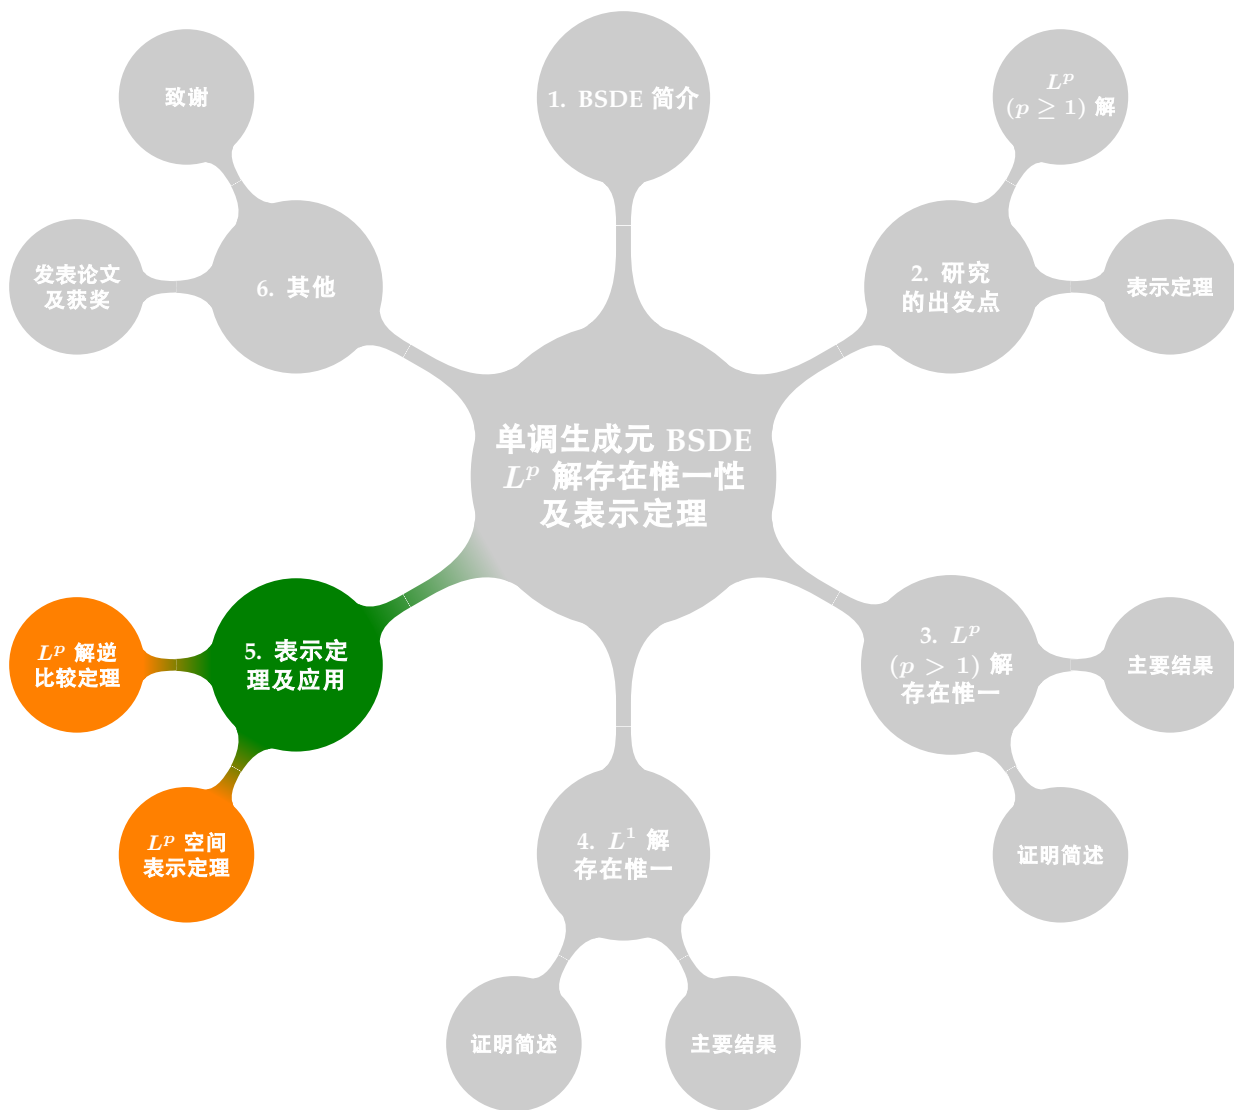 单调生成元 BSDE
L^p 解存在惟一性
及表示定理
1. BSDE 简介
2. 研究
的出发点
L^p
(p ≥ 1) 解
表示定理
3. L^p
(p > 1) 解
存在惟一
主要结果
证明简述
4. L^1 解
存在惟一
主要结果
证明简述
5. 表示定
理及应用
L^p 空间
表示定理
L^p 解逆
比较定理
6. 其他
发表论文
及获奖
致谢